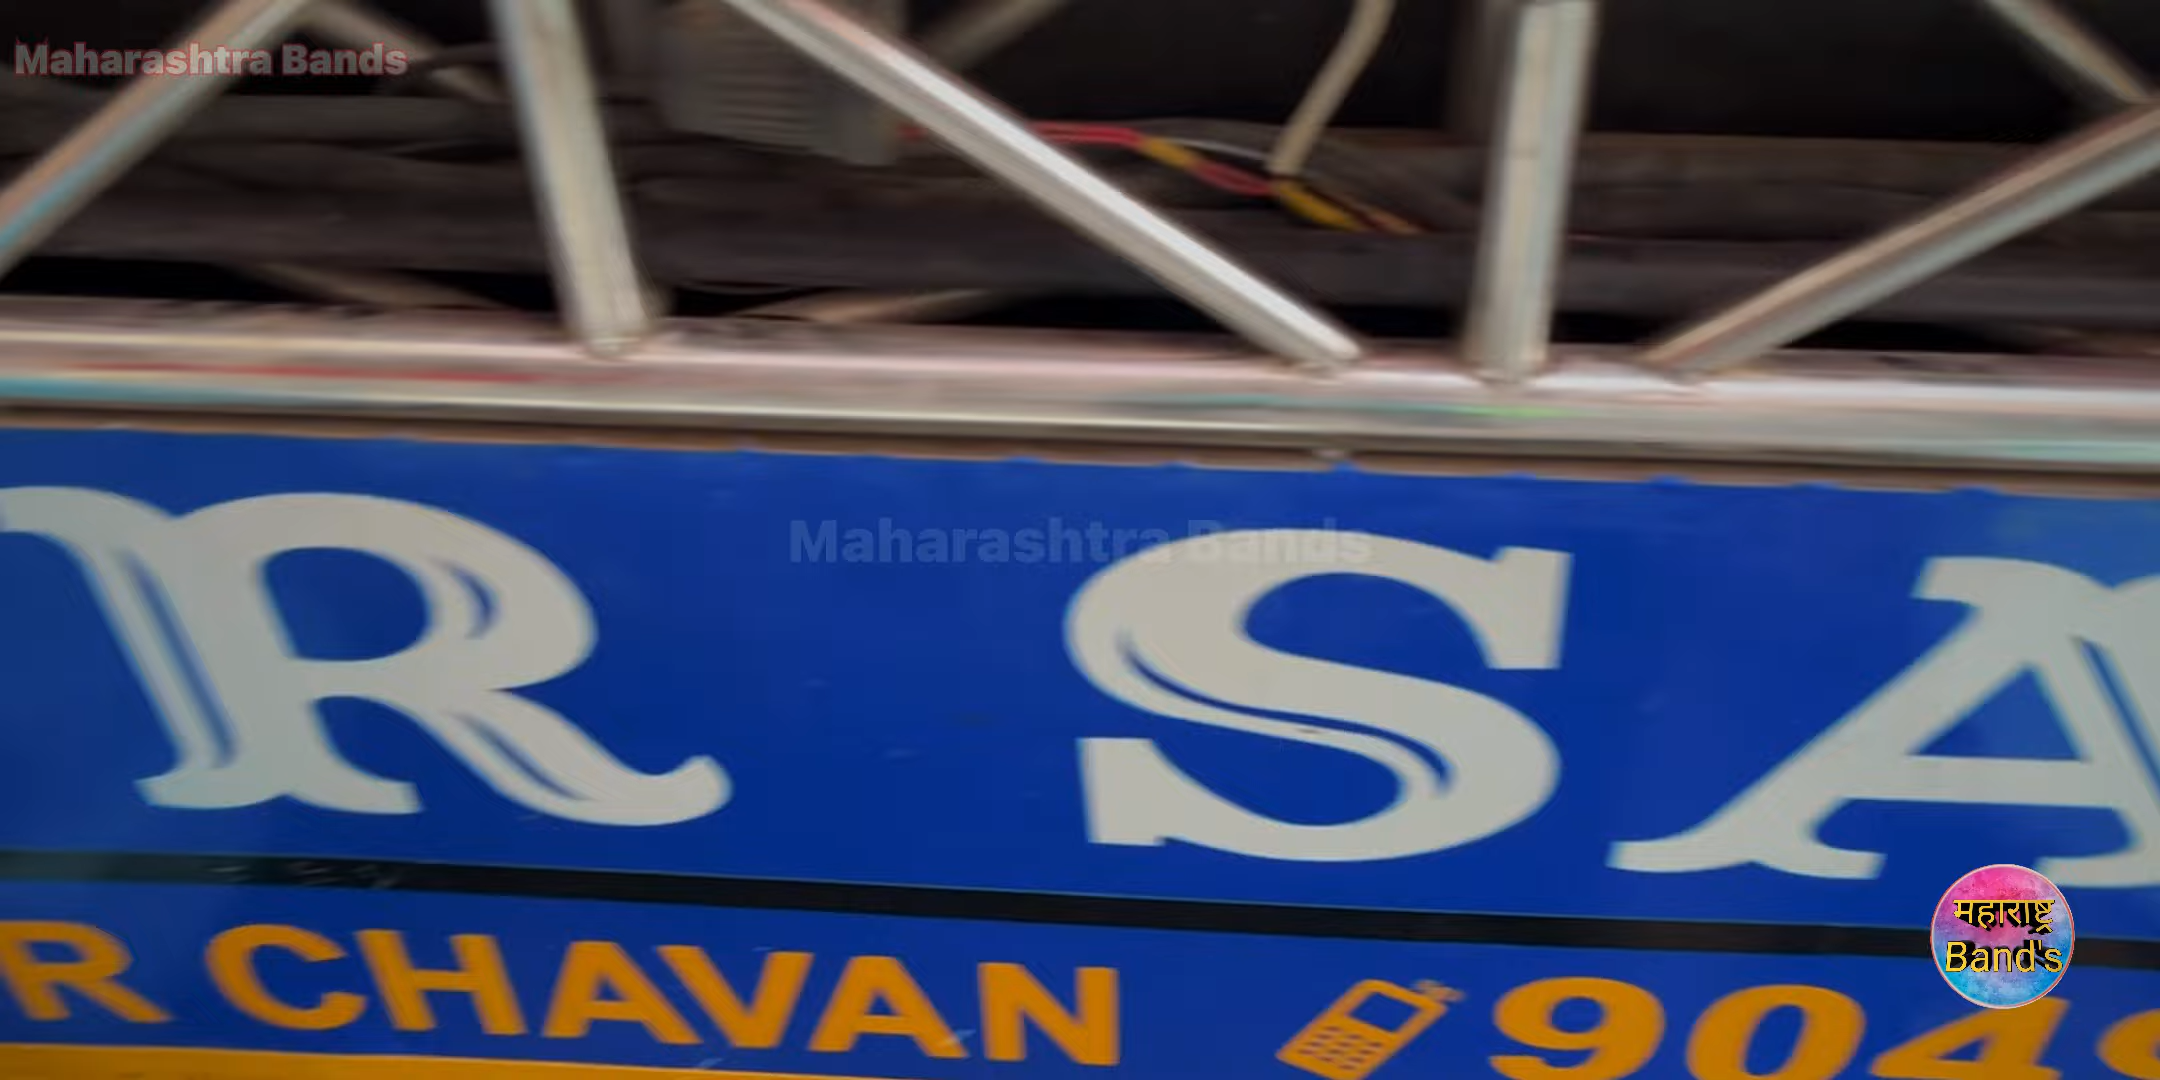 Maharashtra Bands
Maharashtra Bands
R SA
R CHAVAN 904
महाराष्ट्र
Band's